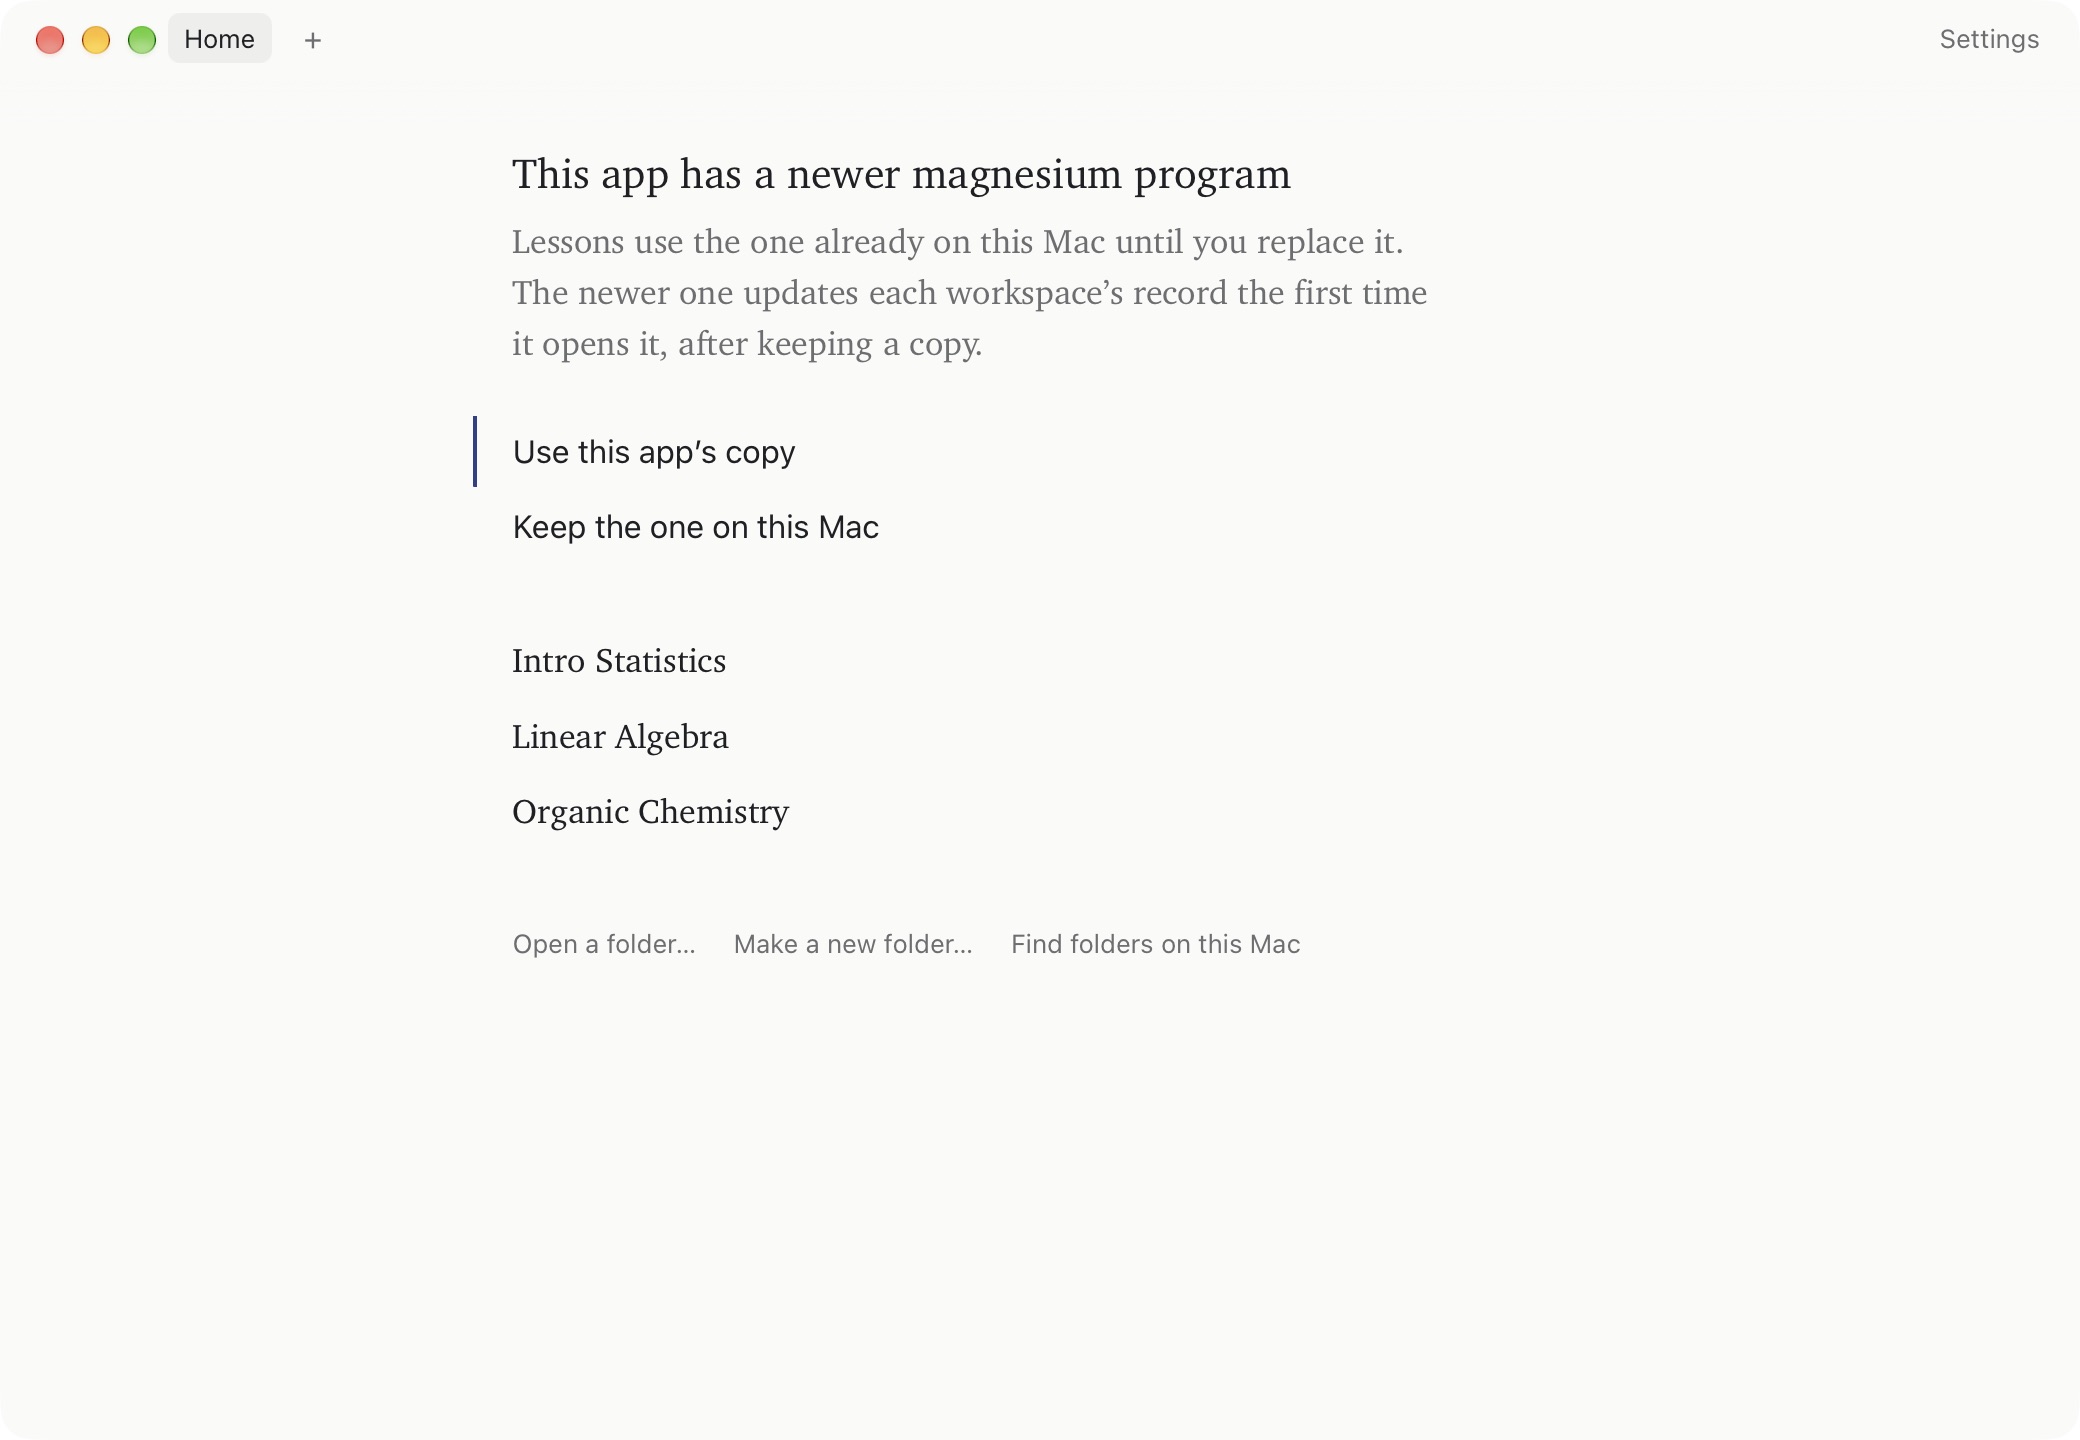 Home + Settings
This app has a newer magnesium program
Lessons use the one already on this Mac until you replace it.
The newer one updates each workspace’s record the first time
it opens it, after keeping a copy.
Use this app’s copy
Keep the one on this Mac
Intro Statistics
Linear Algebra
Organic Chemistry
Open a folder… Make a new folder… Find folders on this Mac